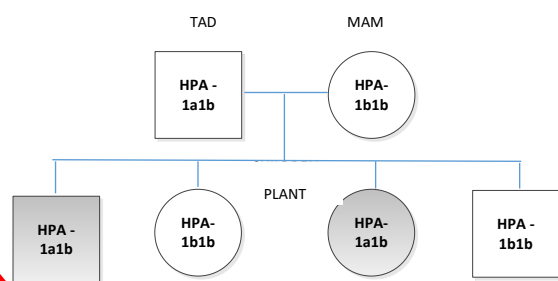 TAD MAM
HPA -
1a1b
HPA-
1b1b
PLANT
HPA -
1a1b
HPA-
1b1b
HPA-
1a1b
HPA -
1b1b